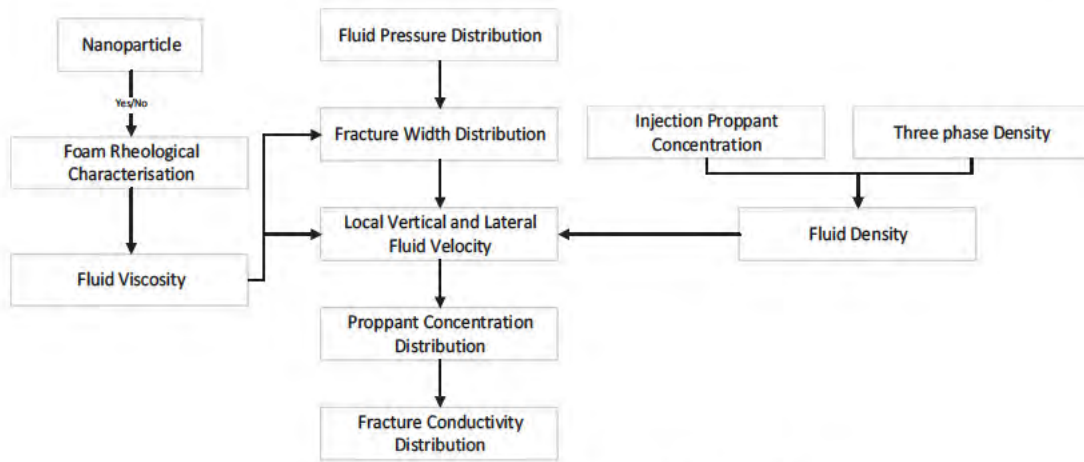 Nanoparticle
Yes/No
Foam Rheological
Characterisation
Fluid Viscosity
Fluid Pressure Distribution
Fracture Width Distribution
Local Vertical and Lateral
Fluid Velocity
Proppant Concentration
Distribution
Fracture Conductivity
Distribution
Injection Proppant
Concentration
Three phase Density
Fluid Density